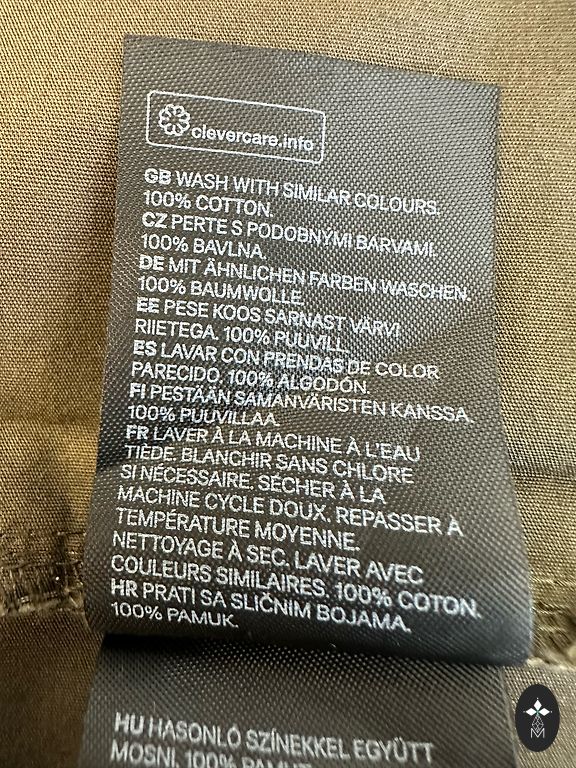 clevercare.info
GB WASH WITH SIMILAR COLOURS.
100% COTTON.
CZ PERTE S PODOBNÝMI BARVAMI.
100% BAVLNA.
DE MIT ÄHNLICHEN FARBEN WASCHEN.
100% BAUMWOLLE.
EE PESE KOOS SARNAST VÄRVI
RIIETEGA. 100% PUUVILL.
ES LAVAR CON PRENDAS DE COLOR
PARECIDO. 100% ALGODÓN.
FI PESTÄÄN SAMANVÄRISTEN KANSSA.
100% PUUVILLAA.
FR LAVER À LA MACHINE À L'EAU
TIÈDE. BLANCHIR SANS CHLORE
SI NÉCESSAIRE. SÉCHER À LA
MACHINE CYCLE DOUX. REPASSER À
TEMPÉRATURE MOYENNE.
NETTOYAGE À SEC. LAVER AVEC
COULEURS SIMILAIRES. 100% COTON.
HR PRATI SA SLIČNIM BOJAMA.
100% PAMUK.
HU HASONLÓ SZÍNEKKEL EGYÜTT
MOSNI. 100% PAMUT.
M